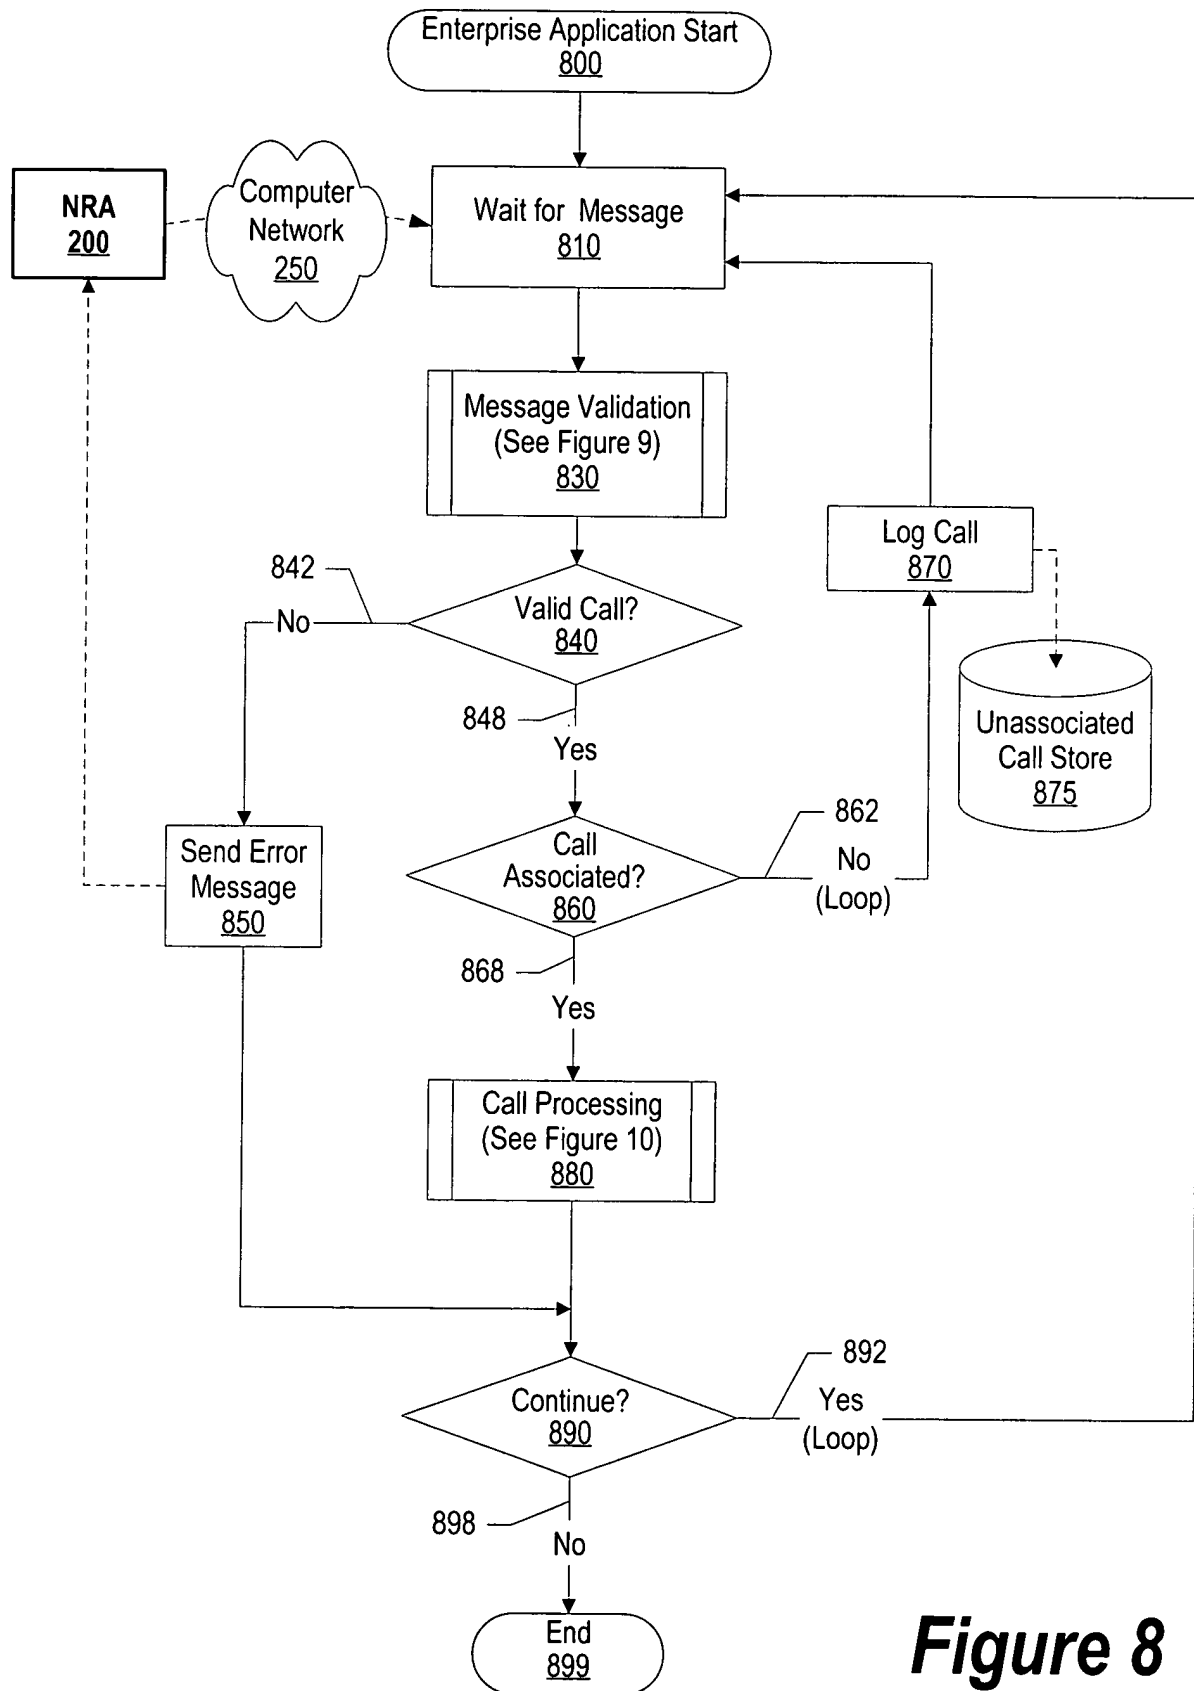 Enterprise Application Start
800
NRA
200
Computer
Network
250
Wait for Message
810
Message Validation
(See Figure 9)
830
Log Call
870
842
No
Valid Call?
840
Unassociated
Call Store
875
848
Yes
862
Send Error
Message
850
Call
Associated?
860
No
(Loop)
868
Yes
Call Processing
(See Figure 10)
880
892
Continue?
890
Yes
(Loop)
898
No
End
899
Figure 8